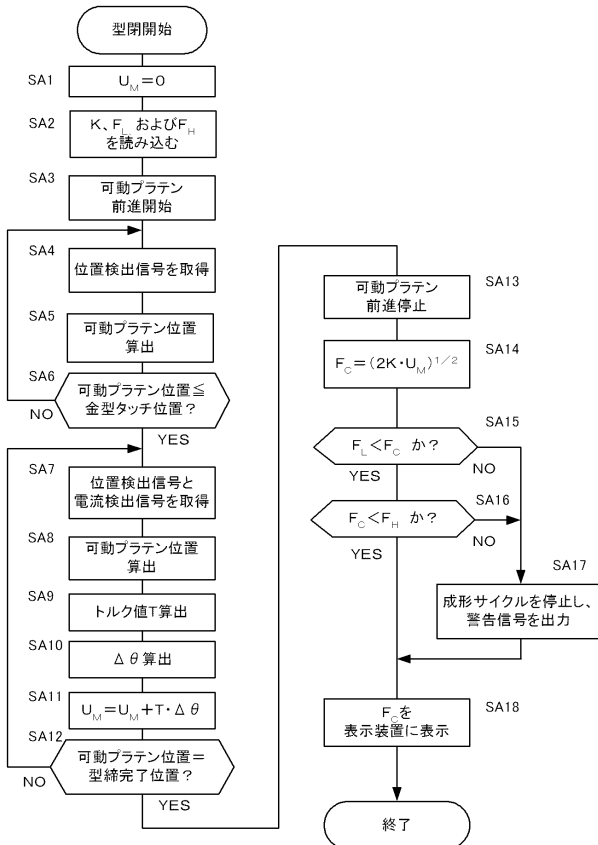 型閉開始
SA1
U_M＝0
SA2
K、F_L およびF_H
を読み込む
SA3
可動プラテン
前進開始
SA4
位置検出信号を取得
SA5
可動プラテン位置
算出
SA6
可動プラテン位置≦
金型タッチ位置？
NO
YES
SA7
位置検出信号と
電流検出信号を取得
SA8
可動プラテン位置
算出
SA9
トルク値T算出
SA10
Δθ算出
SA11
U_M＝U_M＋T・Δθ
SA12
可動プラテン位置＝
型締完了位置？
NO
YES
SA13
可動プラテン
前進停止
SA14
F_C＝(2K・U_M)^{1/2}
SA15
F_L＜F_C か？
YES
NO
SA16
F_C＜F_H か？
YES
NO
SA17
成形サイクルを停止し、
警告信号を出力
SA18
F_Cを
表示装置に表示
終了